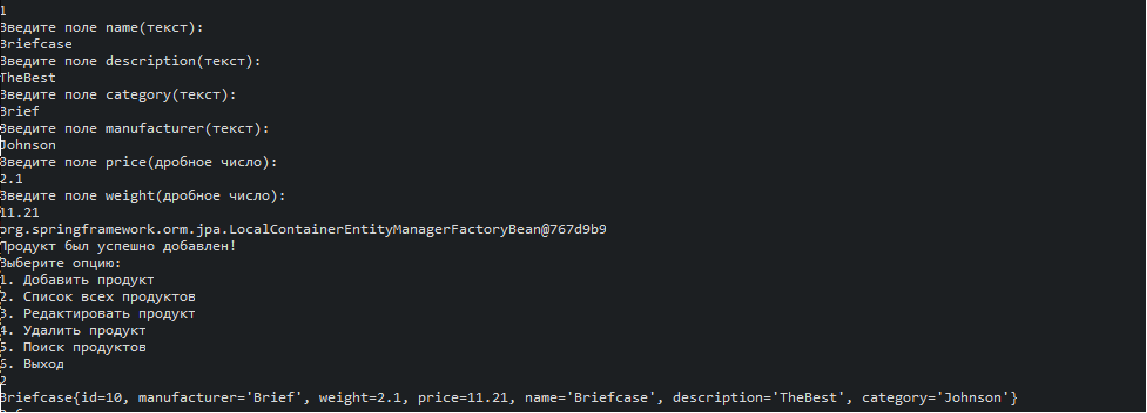 1
Введите поле name(текст):
Briefcase
Введите поле description(текст):
TheBest
Введите поле category(текст):
Brief
Введите поле manufacturer(текст):
Johnson
Введите поле price(дробное число):
2.1
Введите поле weight(дробное число):
11.21
org.springframework.orm.jpa.LocalContainerEntityManagerFactoryBean@767d9b9
Продукт был успешно добавлен!
Выберите опцию:
1. Добавить продукт
2. Список всех продуктов
3. Редактировать продукт
4. Удалить продукт
5. Поиск продуктов
6. Выход
2
Briefcase{id=10, manufacturer='Brief', weight=2.1, price=11.21, name='Briefcase', description='TheBest', category='Johnson'}